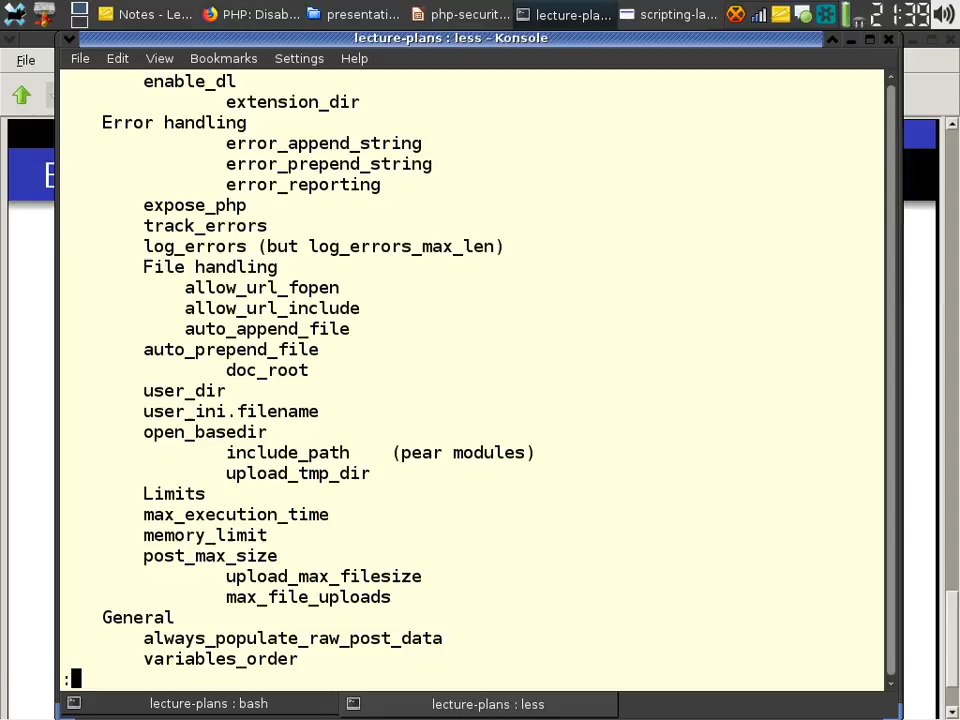 Notes - Le...
PHP: Disab...
presentati...
php-securit...
lecture-pla...
scripting-la...
21:38
lecture-plans : less - Konsole
File
File Edit View Bookmarks Settings Help
enable_dl
extension_dir
Error handling
error_append_string
error_prepend_string
error_reporting
expose_php
track_errors
log_errors (but log_errors_max_len)
File handling
allow_url_fopen
allow_url_include
auto_append_file
auto_prepend_file
doc_root
user_dir
user_ini.filename
open_basedir
include_path (pear modules)
upload_tmp_dir
Limits
max_execution_time
memory_limit
post_max_size
upload_max_filesize
max_file_uploads
General
always_populate_raw_post_data
variables_order
:
lecture-plans : bash
lecture-plans : less